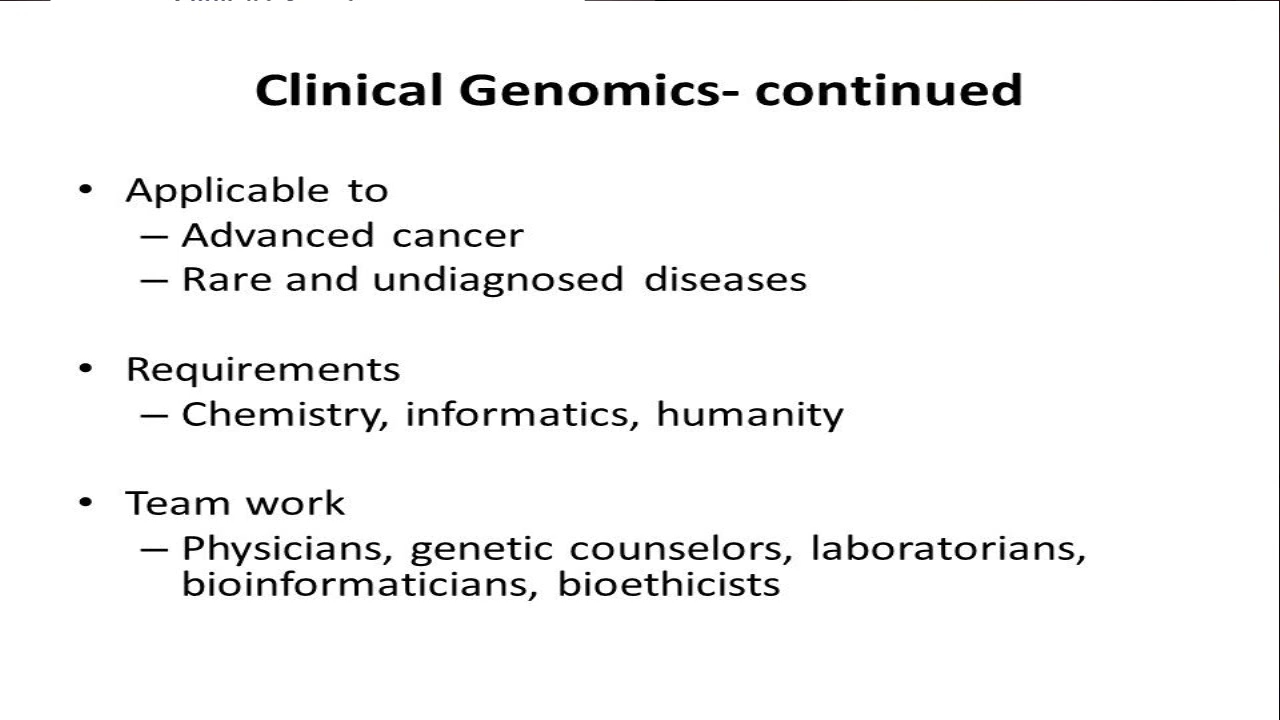 Clinical Genomics- continued
• Applicable to
– Advanced cancer
– Rare and undiagnosed diseases
• Requirements
– Chemistry, informatics, humanity
• Team work
– Physicians, genetic counselors, laboratorians,
bioinformaticians, bioethicists